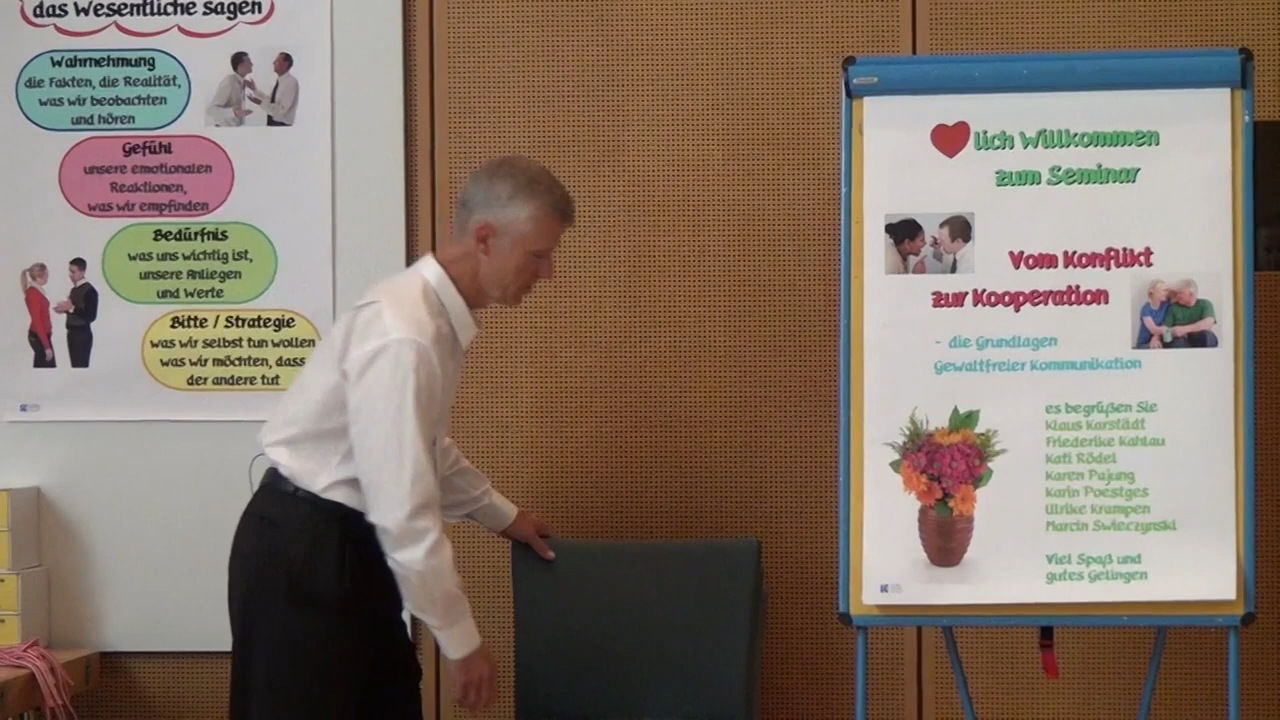 das Wesentliche sagen
Wahrnehmung
die Fakten, die Realität,
was wir beobachten
und hören
Gefühl
unsere emotionalen
Reaktionen,
was wir empfinden
Bedürfnis
was uns wichtig ist,
unsere Anliegen
und Werte
Bitte / Strategie
was wir selbst tun wollen
was wir möchten, dass
der andere tut
lich Willkommen
zum Seminar
Vom Konflikt
zur Kooperation
- die Grundlagen
Gewaltfreier Kommunikation
es begrüßen Sie
Klaus Karstädt
Friederike Kahlau
Kati Rödel
Karen Pajung
Karin Poestges
Ulrike Krampen
Marcin Swieczynski
Viel Spaß und
gutes Gelingen